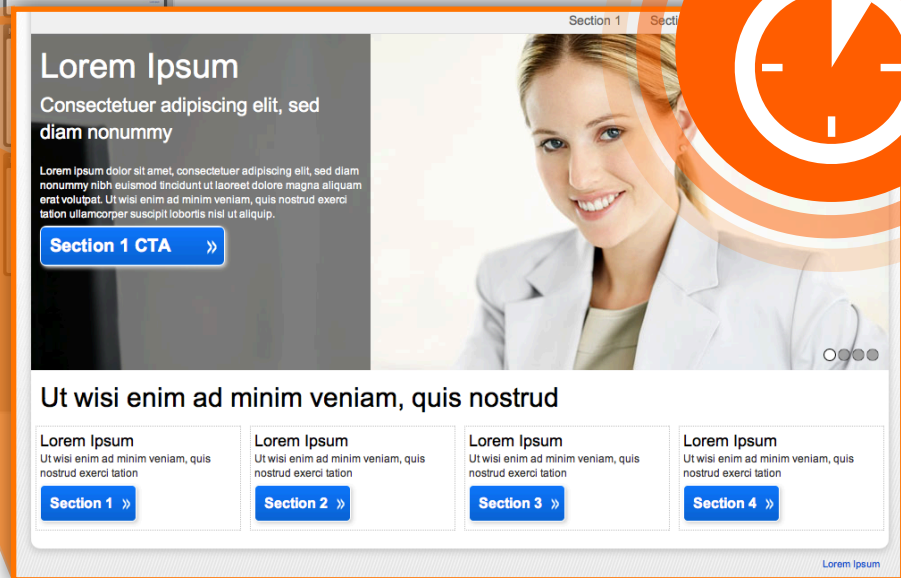 Section 1
Lorem Ipsum
Consectetuer adipiscing elit, sed
diam nonummy
Lorem ipsum dolor sit amet, consectetuer adipiscing elit, sed diam
nonummy nibh euismod tincidunt ut laoreet dolore magna aliquam
erat volutpat. Ut wisi enim ad minim veniam, quis nostrud exerci
tation ullamcorper suscipit lobortis nisl ut aliquip.
Section 1 CTA »
Ut wisi enim ad minim veniam, quis nostrud
Lorem Ipsum
Ut wisi enim ad minim veniam, quis
nostrud exerci tation
Section 1 »
Lorem Ipsum
Ut wisi enim ad minim veniam, quis
nostrud exerci tation
Section 2 »
Lorem Ipsum
Ut wisi enim ad minim veniam, quis
nostrud exerci tation
Section 3 »
Lorem Ipsum
Ut wisi enim ad minim veniam, quis
nostrud exerci tation
Section 4 »
Lorem Ipsum